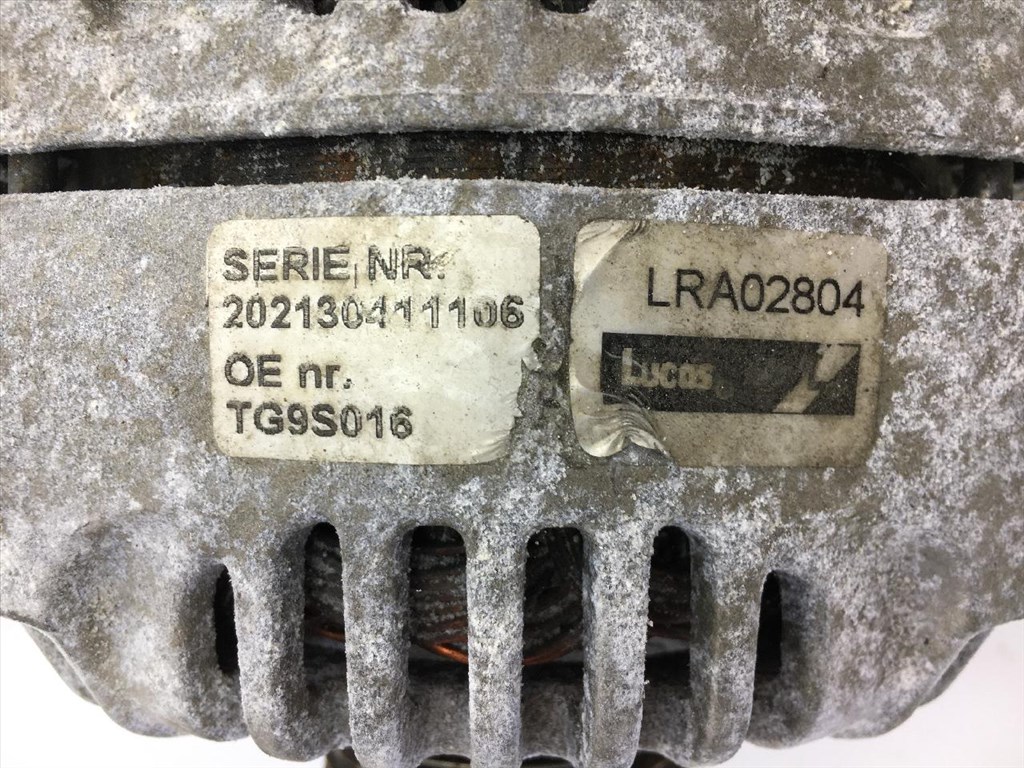 SERIE NR.
202130411106
OE nr.
TG9S016
LRA02804
Lucas